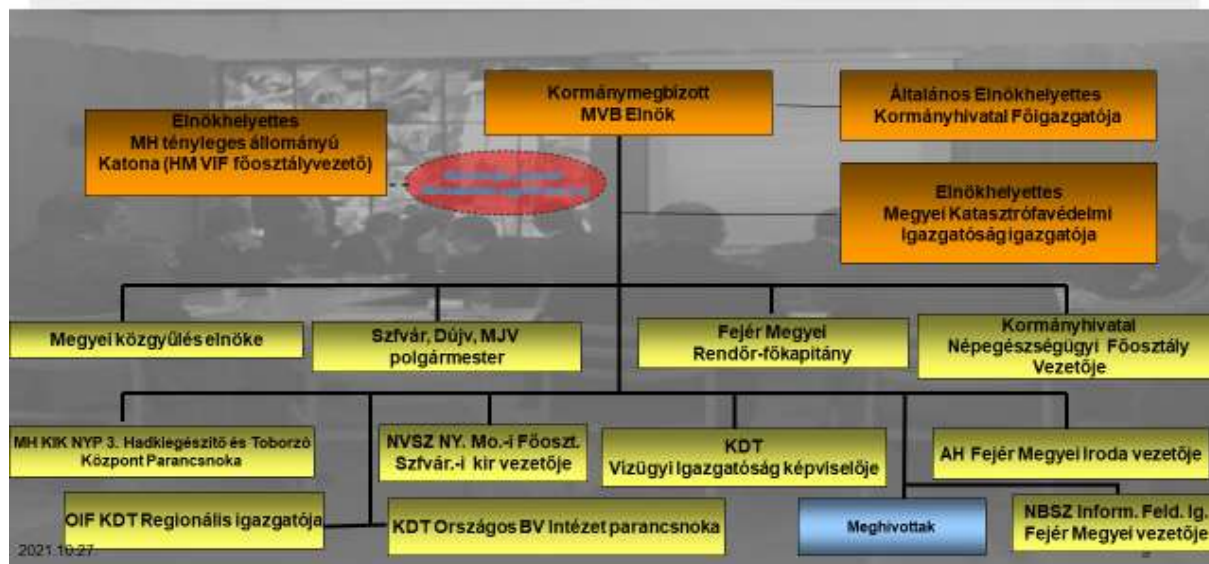 Kormánymegbízott
MVB Elnök
Általános Elnökhelyettes
Kormányhivatal Főigazgatója
Elnökhelyettes
MH tényleges állományú
Katona (HM VIF főosztályvezető)
Elnökhelyettes
Megyei Katasztrófavédelmi
Igazgatóság igazgatója
Megyei közgyűlés elnöke
Szfvár, Dújv, MJV
polgármester
Fejér Megyei
Rendőr-főkapitány
Kormányhivatal
Népegészségügyi Főosztály
Vezetője
MH KIK NYP 3. Hadkiegészítő és Toborzó
Központ Parancsnoka
NVSZ NY. Mo.-i Főoszt.
Szfvár.-i kir vezetője
KDT
Vízügyi Igazgatóság képviselője
AH Fejér Megyei Iroda vezetője
OIF KDT Regionális igazgatója
KDT Országos BV Intézet parancsnoka
Meghívottak
NBSZ Inform. Feld. Ig.
Fejér Megyei vezetője
2021.10.27.